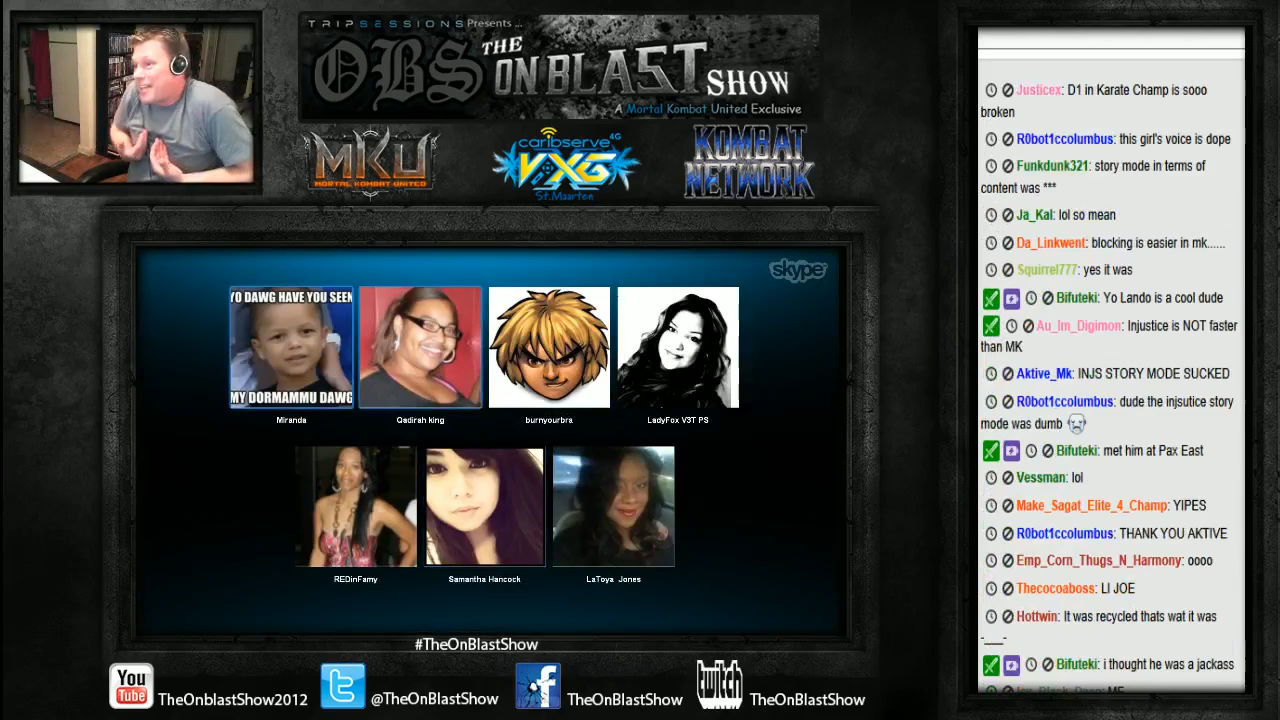 TRIPSESSIONS Presents ...
OBS THE ON BLAST SHOW
A Mortal Kombat United Exclusive
MKU
MORTAL KOMBAT UNITED
caribserve 4G
VXG
St.Maarten
KOMBAT
NETWORK
skype
YO DAWG HAVE YOU SEEN
MY DORMAMMU DAWG
Miranda
Qadirah king
burnyourbra
LadyFox V3T PS
REDinFamy
Samantha Hancock
LaToya Jones
#TheOnBlastShow
You
Tube
TheOnblastShow2012
@TheOnBlastShow
TheOnBlastShow
twitch
TheOnBlastShow
Justicex: D1 in Karate Champ is sooo
broken
R0bot1ccolumbus: this girl's voice is dope
Funkdunk321: story mode in terms of
content was ***
Ja_Kal: lol so mean
Da_Linkwent: blocking is easier in mk......
Squirrel777: yes it was
Bifuteki: Yo Lando is a cool dude
Au_Im_Digimon: Injustice is NOT faster
than MK
Aktive_Mk: INJS STORY MODE SUCKED
R0bot1ccolumbus: dude the injsutice story
mode was dumb
Bifuteki: met him at Pax East
Vessman: lol
Make_Sagat_Elite_4_Champ: YIPES
R0bot1ccolumbus: THANK YOU AKTIVE
Emp_Corn_Thugs_N_Harmony: oooo
Thecocoaboss: LI JOE
Hottwin: It was recycled thats wat it was
-___-
Bifuteki: i thought he was a jackass